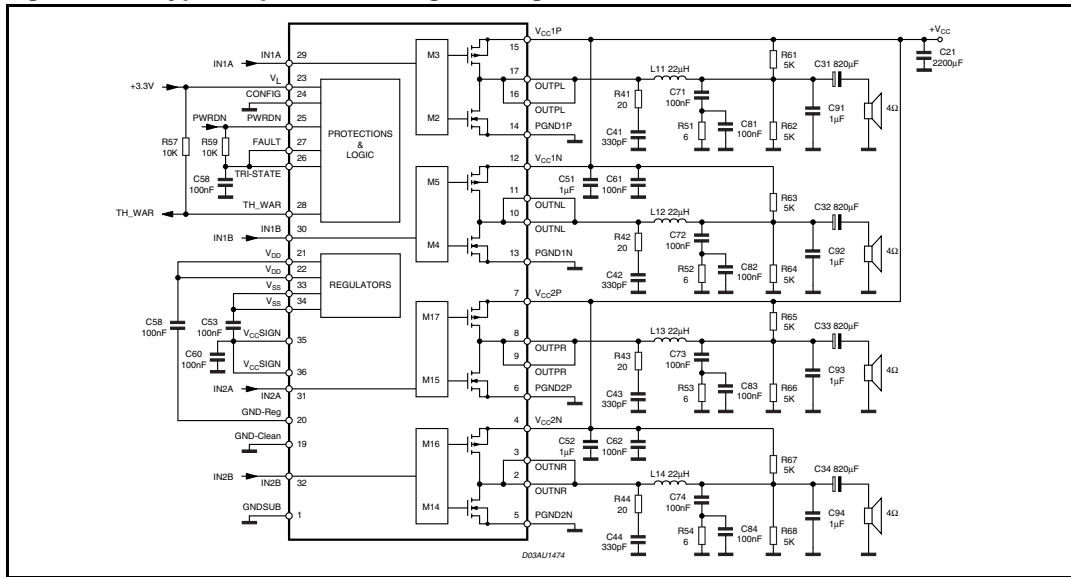 +VCC
C21
2200µF
VCC1P
15
M3
M2
17
OUTPL
16
OUTPL
14
PGND1P
L11 22µH
R41
20
C41
330pF
C71
100nF
R51
6
C81
100nF
R61
5K
R62
5K
C31 820µF
C91
1µF
4Ω
IN1A
IN1A
29
+3.3V
VL
23
CONFIG
24
PWRDN
PWRDN
25
R57
10K
R59
10K
FAULT
27
26
TRI-STATE
C58
100nF
PROTECTIONS
&
LOGIC
TH_WAR
TH_WAR
28
IN1B
IN1B
30
VCC1N
12
M5
M4
11
OUTNL
10
OUTNL
13
PGND1N
C51
1µF
C61
100nF
L12 22µH
R42
20
C42
330pF
C72
100nF
R52
6
C82
100nF
R63
5K
R64
5K
C32 820µF
C92
1µF
4Ω
VDD
21
VDD
22
VSS
33
VSS
34
REGULATORS
C58
100nF
C53
100nF
C60
100nF
VCCSIGN
35
VCCSIGN
36
IN2A
IN2A
31
VCC2P
7
M17
M15
8
OUTPR
9
OUTPR
6
PGND2P
L13 22µH
R43
20
C43
330pF
C73
100nF
R53
6
C83
100nF
R65
5K
R66
5K
C33 820µF
C93
1µF
4Ω
GND-Reg
20
GND-Clean
19
IN2B
IN2B
32
GNDSUB
1
VCC2N
4
M16
M14
3
OUTNR
2
OUTNR
5
PGND2N
C52
1µF
C62
100nF
L14 22µH
R44
20
C44
330pF
C74
100nF
R54
6
C84
100nF
R67
5K
R68
5K
C34 820µF
C94
1µF
4Ω
D03AU1474